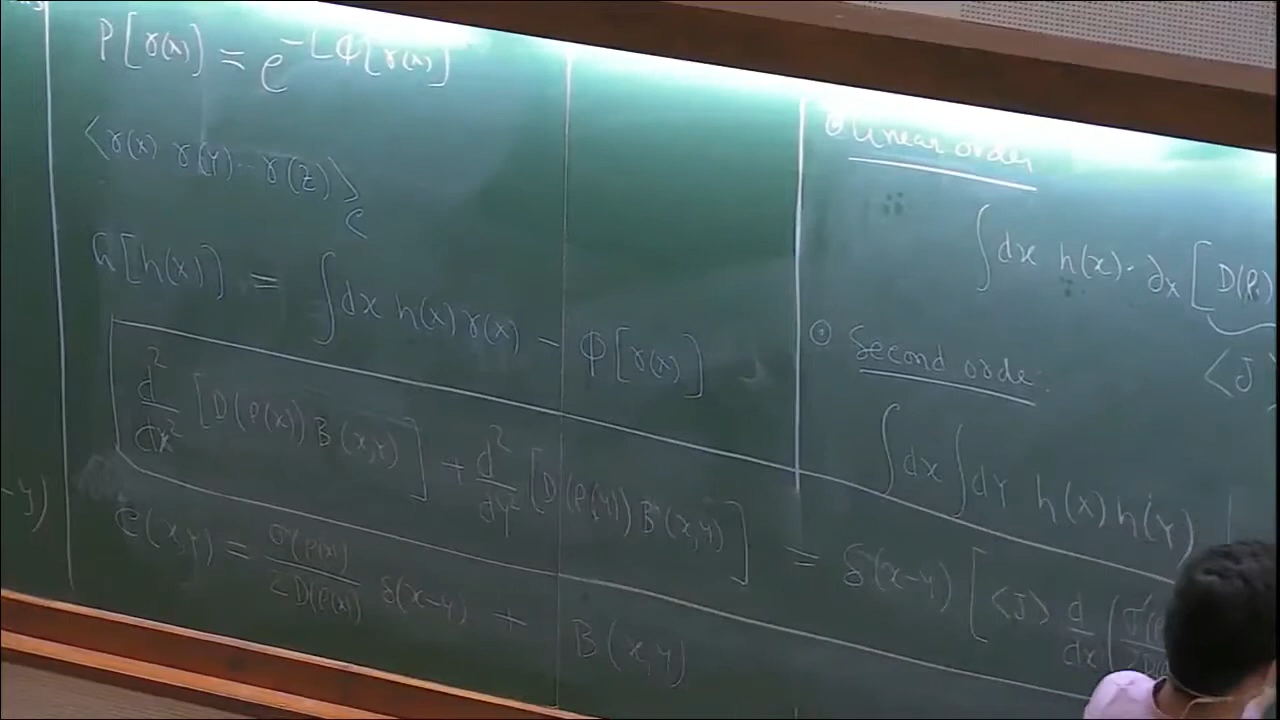 P[r(x)] = e^{-LΦ[r(x)]}
⟨r(x) r(y)...r(z)⟩_c
G[h(x)] = ∫dx h(x) r(x) - Φ[r(x)]
d²/dx² [D(ρ(x)) B(x,y)] + d²/dy² [D(ρ(y)) B(x,y)] = δ(x-y) [⟨J⟩ d/dx (σ'(ρ
-y)
C(x,y) = σ(ρ(x))/2D(ρ(x)) δ(x-y) + B(x,y)
⊙ Linear order
∫dx h(x)·∂x [D(ρ.)
⟨J⟩
⊙ Second order:
∫dx ∫dy h(x) h(y)